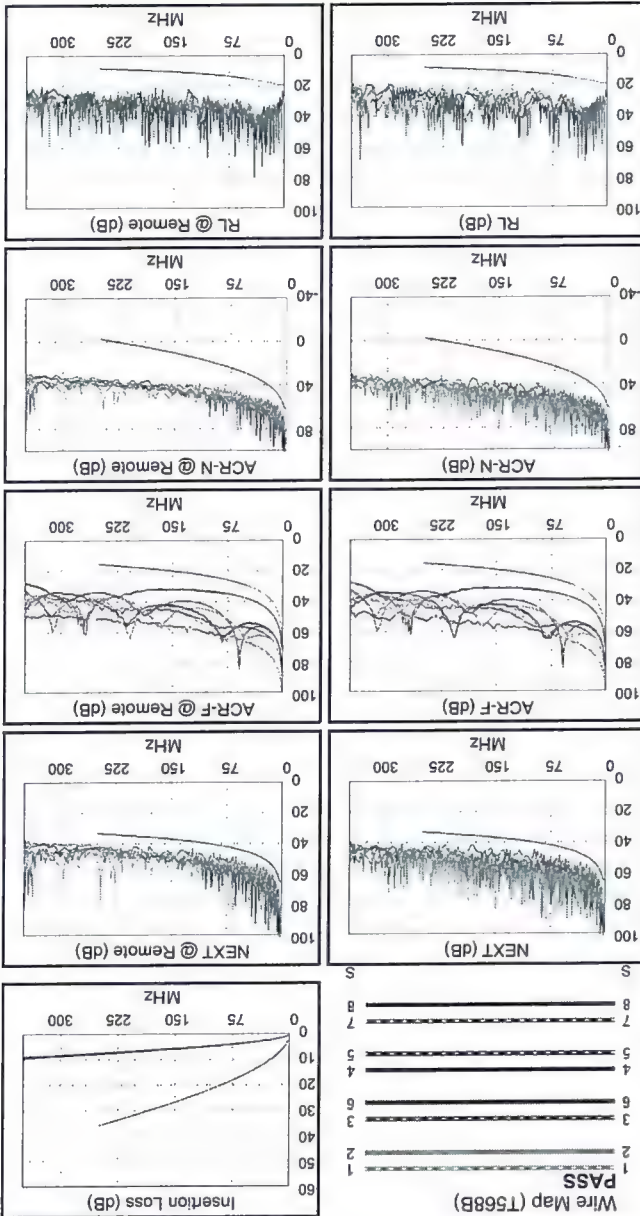 Wire Map (T568B)
PASS
1 1
2 2
3 3
6 6
4 4
5 5
7 7
8 8
S S
Insertion Loss (dB)
60
50
40
30
20
10
0
0 75 150 225 300
MHz
NEXT (dB)
100
80
60
40
20
0
0 75 150 225 300
MHz
NEXT @ Remote (dB)
100
80
60
40
20
0
0 75 150 225 300
MHz
ACR-F (dB)
100
80
60
40
20
0
0 75 150 225 300
MHz
ACR-F @ Remote (dB)
100
80
60
40
20
0
0 75 150 225 300
MHz
ACR-N (dB)
80
40
0
-40
0 75 150 225 300
MHz
ACR-N @ Remote (dB)
80
40
0
-40
0 75 150 225 300
MHz
RL (dB)
100
80
60
40
20
0
0 75 150 225 300
MHz
RL @ Remote (dB)
100
80
60
40
20
0
0 75 150 225 300
MHz